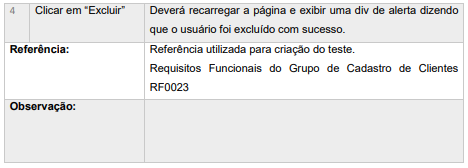 4 Clicar em “Excluir” Deverá recarregar a página e exibir uma div de alerta dizendo
que o usuário foi excluído com sucesso.
Referência: Referência utilizada para criação do teste.
Requisitos Funcionais do Grupo de Cadastro de Clientes
RF0023
Observação: